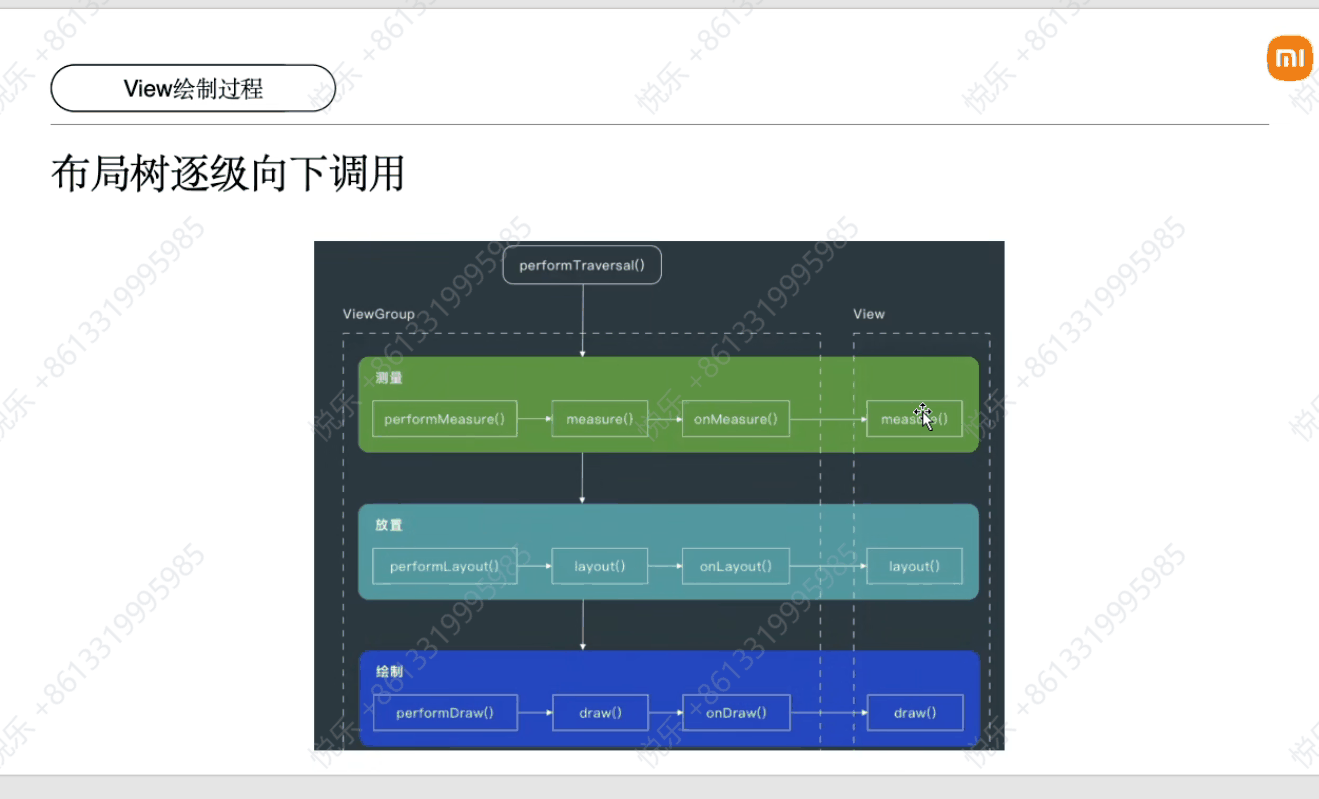 View绘制过程
布局树逐级向下调用
performTraversal()
ViewGroup
View
测量
performMeasure()
measure()
onMeasure()
measure()
放置
performLayout()
layout()
onLayout()
layout()
绘制
performDraw()
draw()
onDraw()
draw()
悦乐 +8613319995985